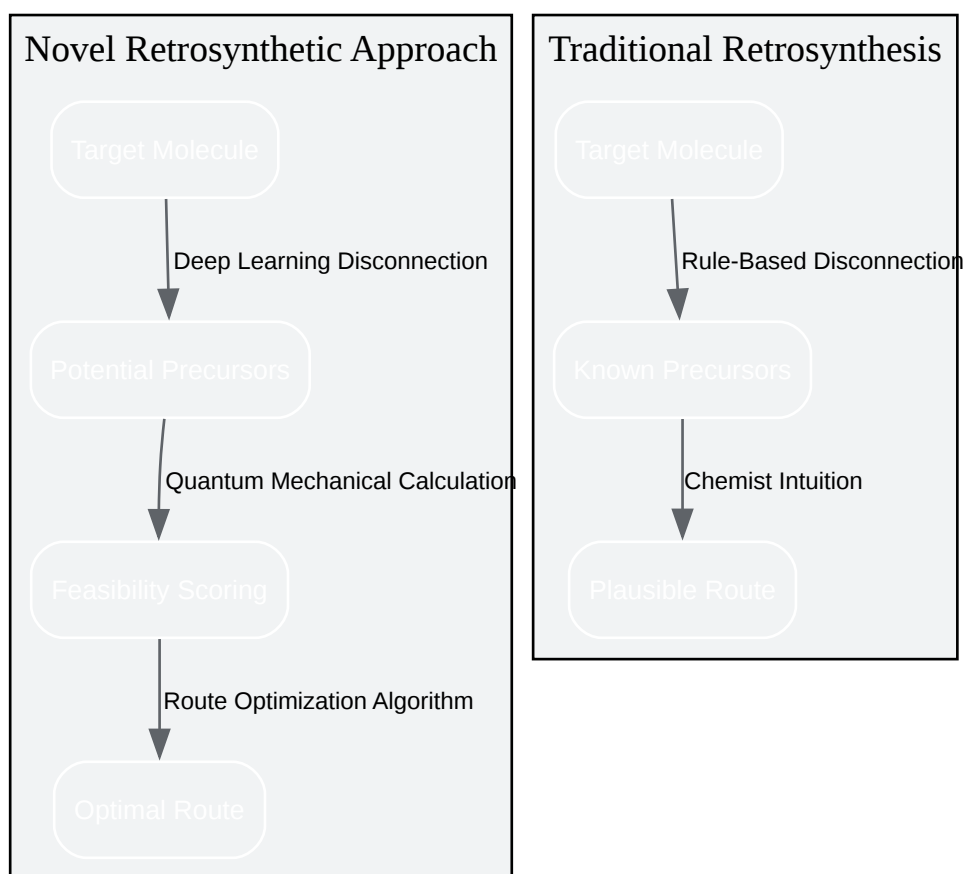 Novel Retrosynthetic Approach
Target Molecule
Deep Learning Disconnection
Potential Precursors
Quantum Mechanical Calculation
Feasibility Scoring
Route Optimization Algorithm
Optimal Route
Traditional Retrosynthesis
Target Molecule
Rule-Based Disconnection
Known Precursors
Chemist Intuition
Plausible Route